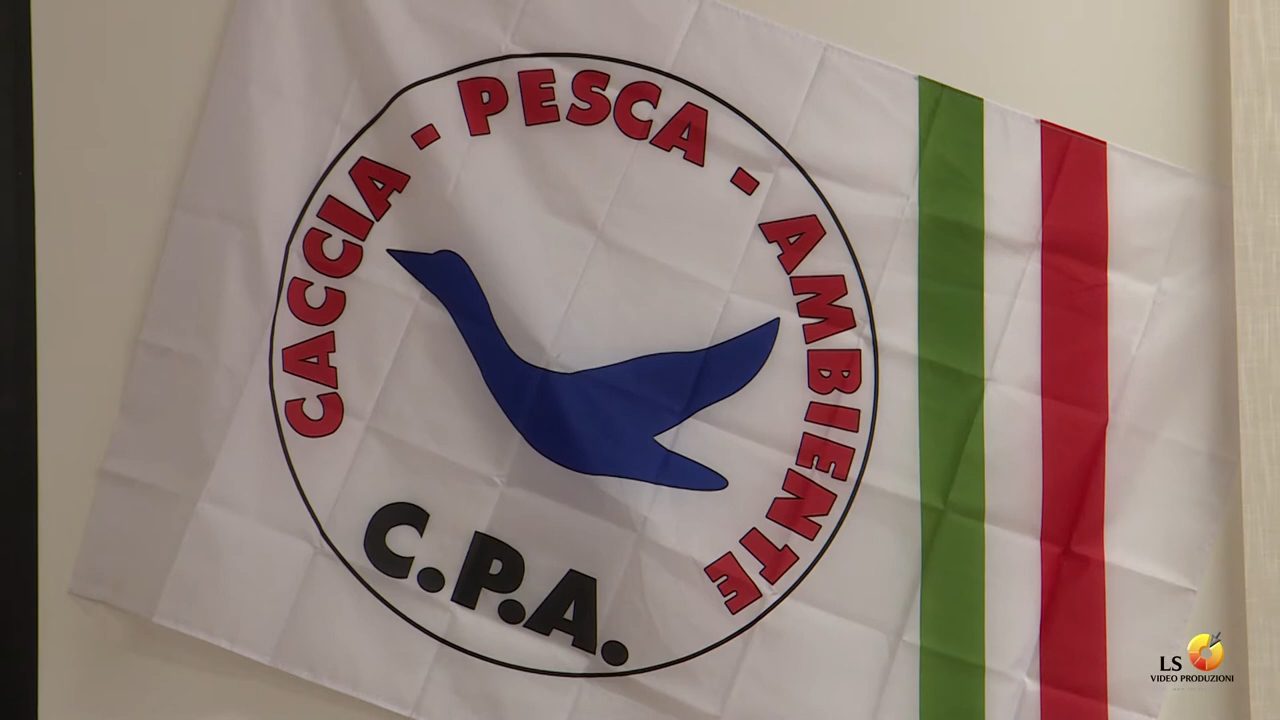 CACCIA - PESCA - AMBIENTE
C.P.A.
LS
VIDEO PRODUZIONI